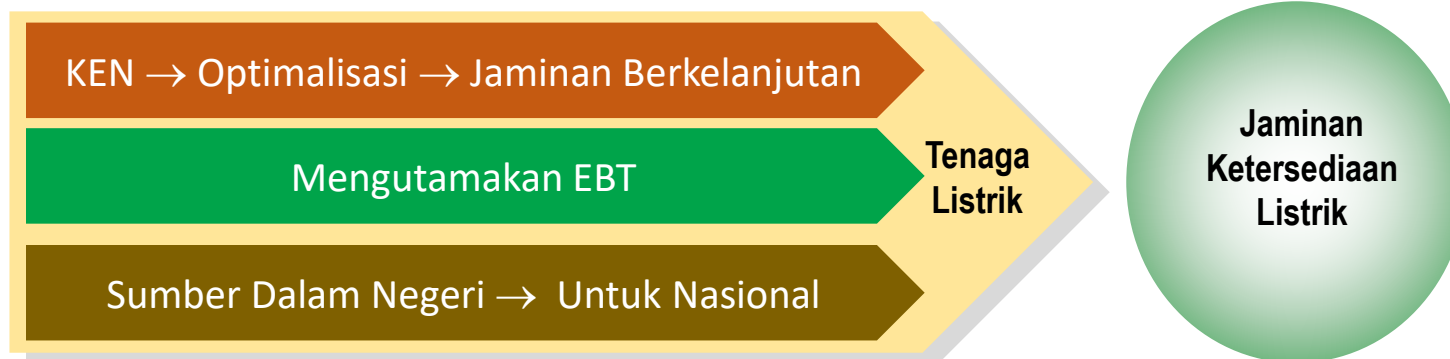 KEN → Optimalisasi → Jaminan Berkelanjutan
Mengutamakan EBT
Sumber Dalam Negeri → Untuk Nasional
Tenaga
Listrik
Jaminan
Ketersediaan
Listrik